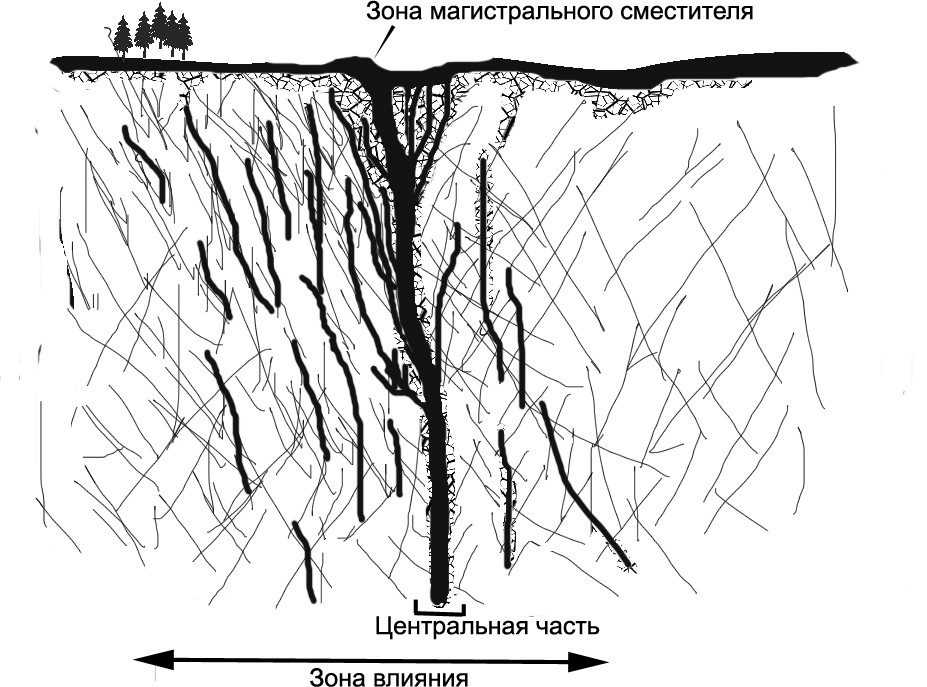 Зона магистрального сместителя
Центральная часть
Зона влияния